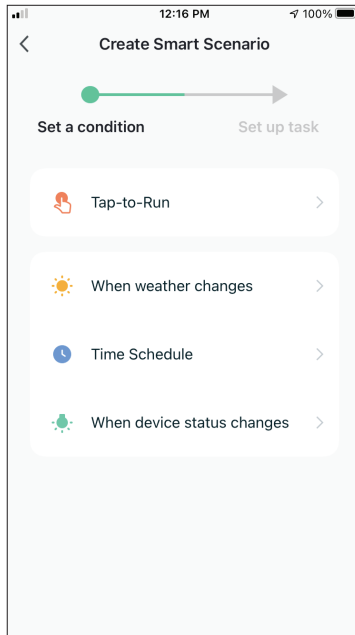 12:16 PM
100%
Create Smart Scenario
Set a condition
Set up task
Tap-to-Run
When weather changes
Time Schedule
When device status changes